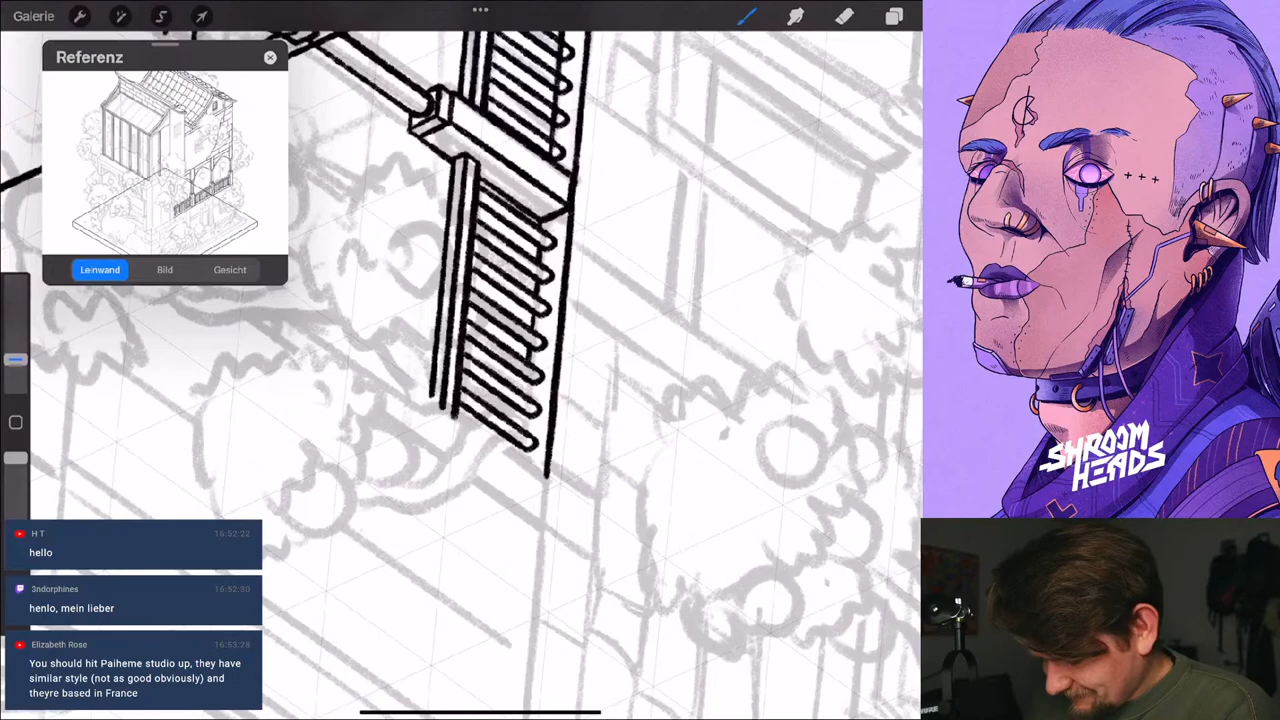 Galerie
Referenz
Leinwand Bild Gesicht
H T 16:52:22
hello
3ndorphines 16:52:30
henlo, mein lieber
Elizabeth Rose 16:53:28
You should hit Paiheme studio up, they have
similar style (not as good obviously) and
theyre based in France
SHROOM
HEADS